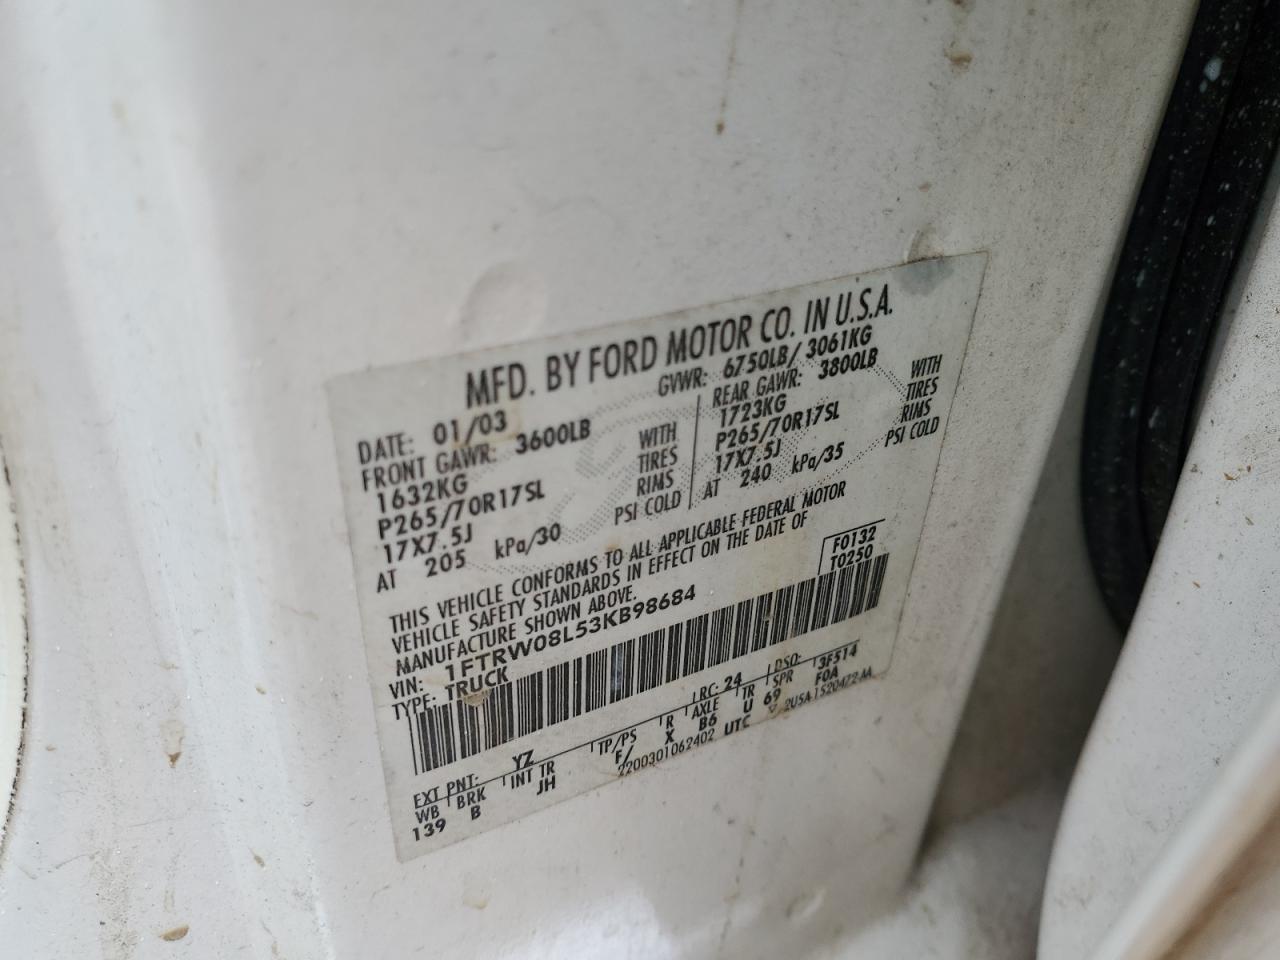 MFD. BY FORD MOTOR CO. IN U.S.A.
DATE: 01/03 GVWR: 6750LB/ 3061KG
FRONT GAWR: 3600LB
1632KG WITH
P265/70R17SL TIRES
17X7.5J RIMS
AT 205 kPa/30 PSI COLD
REAR GAWR: 3800LB
1723KG WITH
P265/70R17SL TIRES
17X7.5J RIMS
AT 240 kPa/35 PSI COLD
THIS VEHICLE CONFORMS TO ALL APPLICABLE FEDERAL MOTOR
VEHICLE SAFETY STANDARDS IN EFFECT ON THE DATE OF
MANUFACTURE SHOWN ABOVE.
VIN: 1FTRW08L53KB98684
TYPE: TRUCK
F0132
T0250
EXT PNT: YZ RC: 24 DSO: 3F514
WB BRK INT TR TP/PS R AXLE TR SPR
139 B JH F/ X B6 U 69 F0A
2200301062402 UTC ▽ 2USA1520472AA